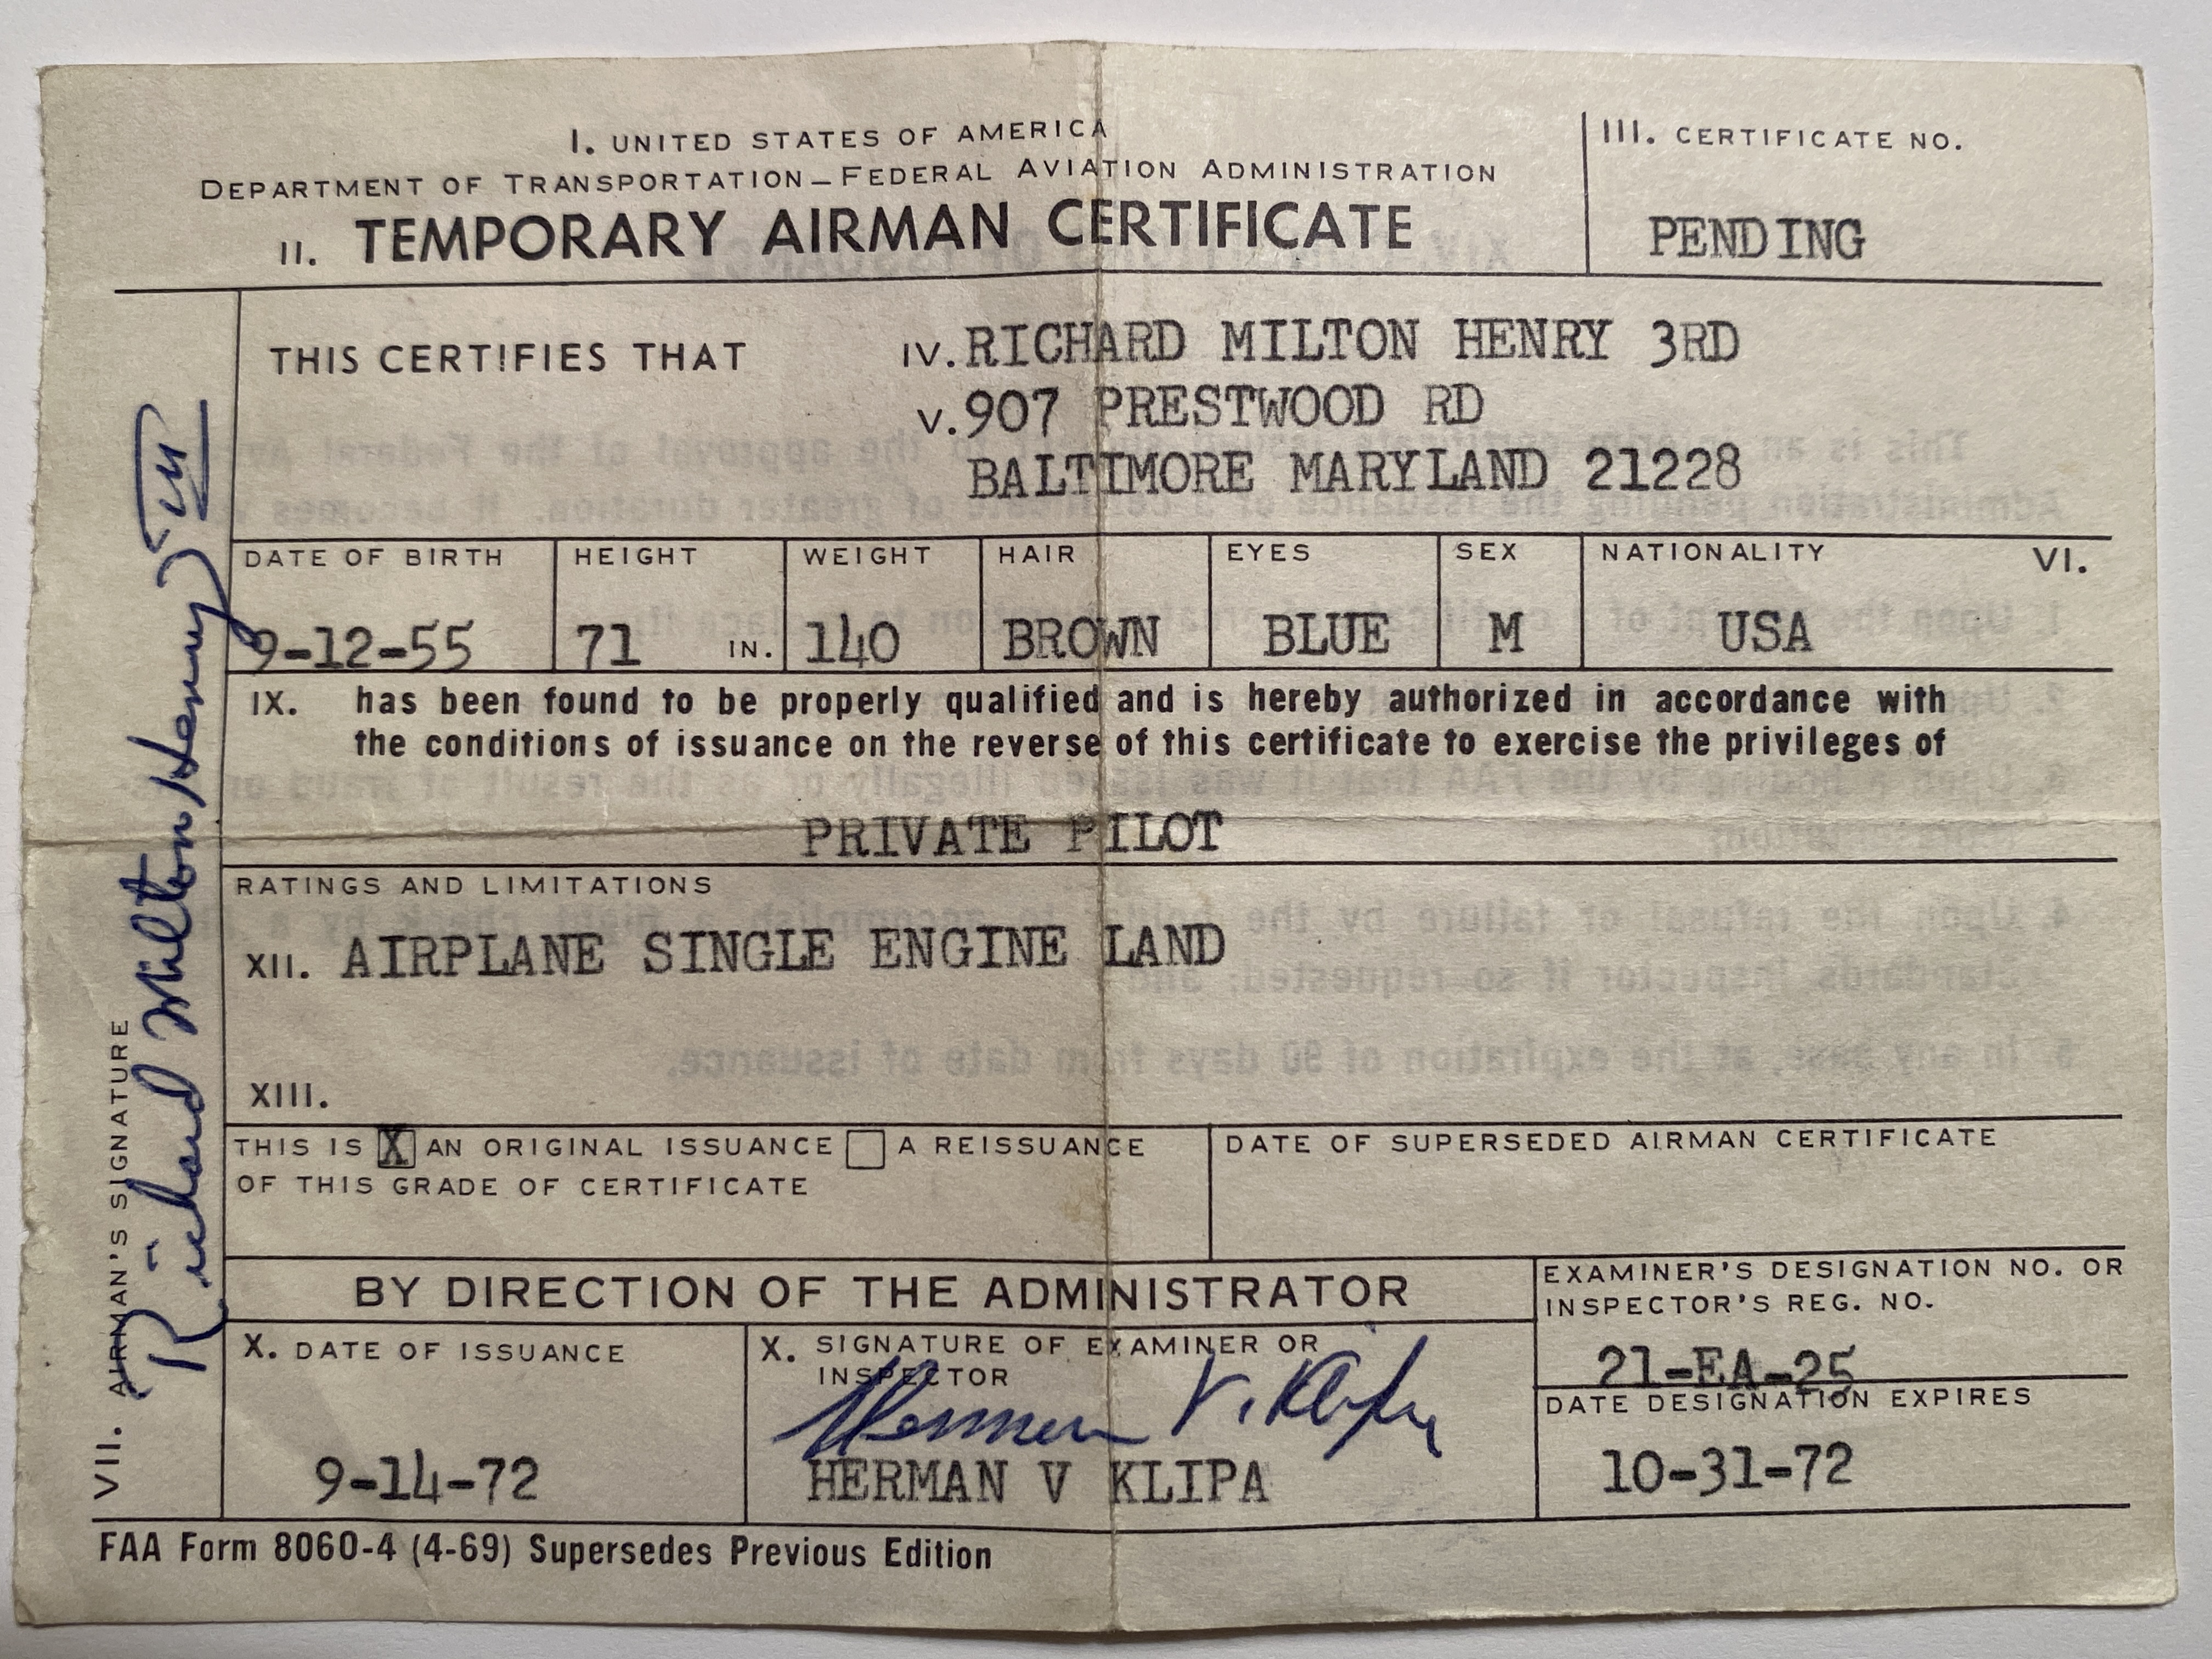 I. UNITED STATES OF AMERICA
DEPARTMENT OF TRANSPORTATION—FEDERAL AVIATION ADMINISTRATION
II. TEMPORARY AIRMAN CERTIFICATE
III. CERTIFICATE NO.
PENDING
THIS CERTIFIES THAT IV. RICHARD MILTON HENRY 3RD
V. 907 PRESTWOOD RD
BALTIMORE MARYLAND 21228
DATE OF BIRTH HEIGHT WEIGHT HAIR EYES SEX NATIONALITY VI.
9-12-55 71 IN. 140 BROWN BLUE M USA
IX. has been found to be properly qualified and is hereby authorized in accordance with
the conditions of issuance on the reverse of this certificate to exercise the privileges of
PRIVATE PILOT
RATINGS AND LIMITATIONS
XII. AIRPLANE SINGLE ENGINE LAND
XIII.
THIS IS X AN ORIGINAL ISSUANCE A REISSUANCE
OF THIS GRADE OF CERTIFICATE
DATE OF SUPERSEDED AIRMAN CERTIFICATE
BY DIRECTION OF THE ADMINISTRATOR
EXAMINER'S DESIGNATION NO. OR
INSPECTOR'S REG. NO.
21-EA-25
X. DATE OF ISSUANCE
9-14-72
X. SIGNATURE OF EXAMINER OR
INSPECTOR
Herman V. Klipa
HERMAN V KLIPA
DATE DESIGNATION EXPIRES
10-31-72
VII. AIRMAN'S SIGNATURE
Richard Milton Henry III
FAA Form 8060-4 (4-69) Supersedes Previous Edition